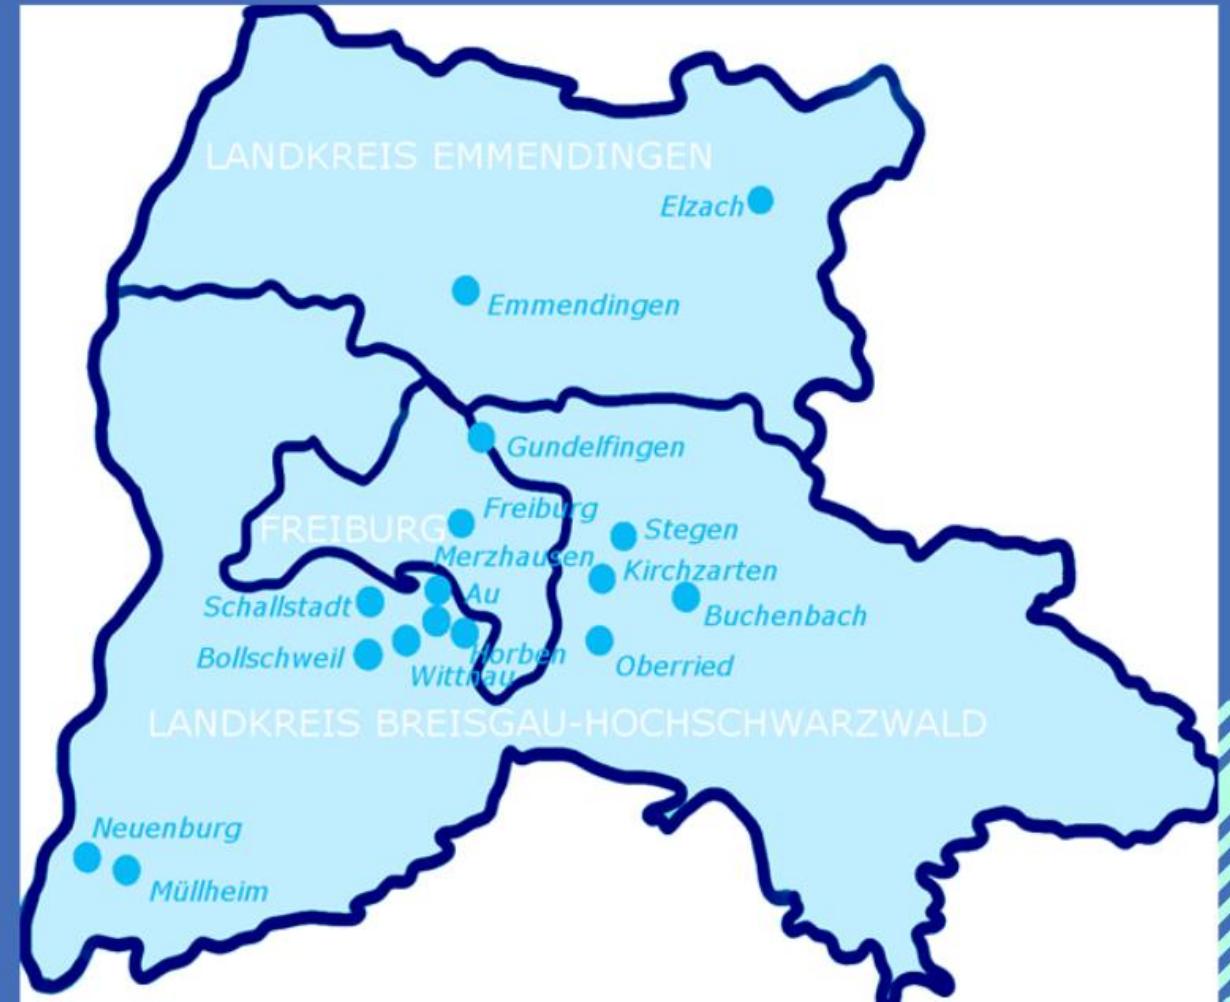 LANDKREIS EMMENDINGEN
Elzach
Emmendingen
Gundelfingen
Freiburg
FREIBURG
Stegen
Merzhausen
Kirchzarten
Au
Schallstadt
Buchenbach
Horben
Bollschweil
Oberried
Wittnau
LANDKREIS BREISGAU-HOCHSCHWARZWALD
Neuenburg
Müllheim